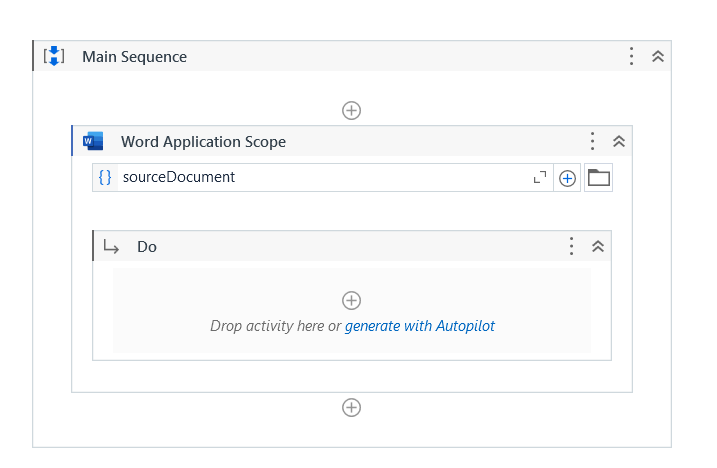 Main Sequence
Word Application Scope
{} sourceDocument
Do
Drop activity here or generate with Autopilot